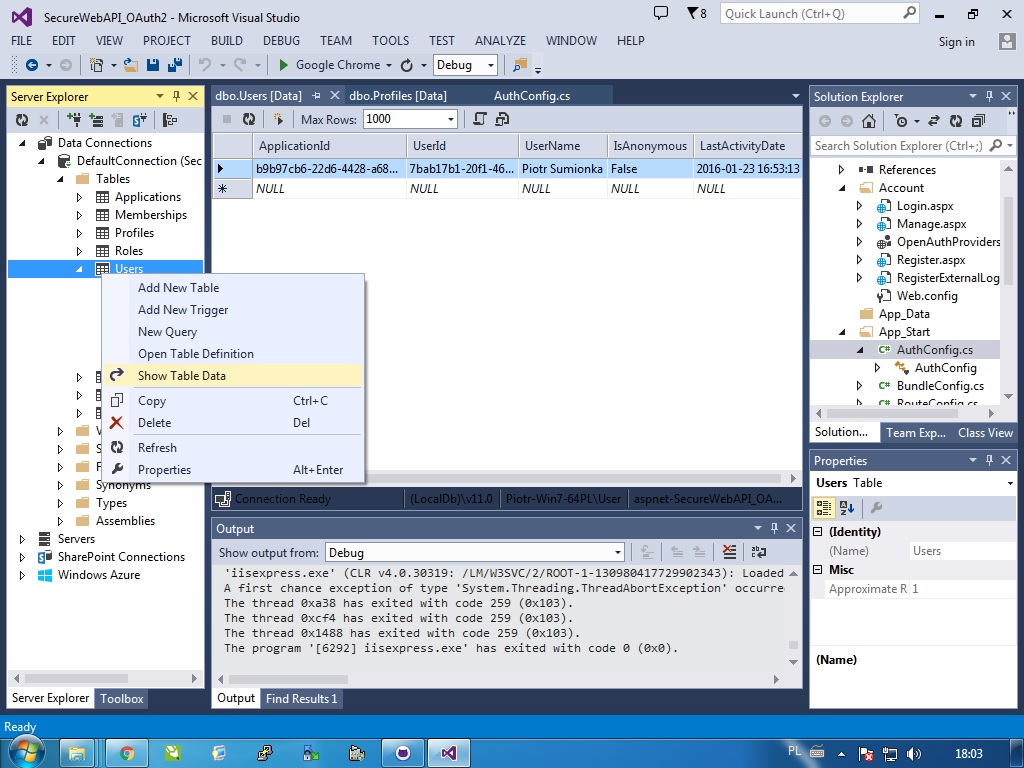 SecureWebAPI_OAuth2 - Microsoft Visual Studio
8
Quick Launch (Ctrl+Q)
FILE EDIT VIEW PROJECT BUILD DEBUG TEAM TOOLS TEST ANALYZE WINDOW HELP
Sign in
Google Chrome
Debug
Server Explorer
Data Connections
DefaultConnection (Sec
Tables
Applications
Memberships
Profiles
Roles
Users
Add New Table
Add New Trigger
New Query
Open Table Definition
Show Table Data
Copy Ctrl+C
Delete Del
Refresh
Properties Alt+Enter
V
S
F
Synonyms
Types
Assemblies
Servers
SharePoint Connections
Windows Azure
Server Explorer Toolbox
dbo.Users [Data] dbo.Profiles [Data] AuthConfig.cs
Max Rows: 1000
ApplicationId UserId UserName IsAnonymous LastActivityDate
b9b97cb6-22d6-4428-a68... 7bab17b1-20f1-46... Piotr Sumionka False 2016-01-23 16:53:13
NULL NULL NULL NULL NULL
Connection Ready (LocalDb)\v11.0 Piotr-Win7-64PL\User aspnet-SecureWebAPI_OA...
Output
Show output from: Debug
'iisexpress.exe' (CLR v4.0.30319: /LM/W3SVC/2/ROOT-1-130980417729902343): Loaded
A first chance exception of type 'System.Threading.ThreadAbortException' occurre
The thread 0xa38 has exited with code 259 (0x103).
The thread 0xcf4 has exited with code 259 (0x103).
The thread 0x1488 has exited with code 259 (0x103).
The program '[6292] iisexpress.exe' has exited with code 0 (0x0).
Output Find Results 1
Solution Explorer
Search Solution Explorer (Ctrl+;)
References
Account
Login.aspx
Manage.aspx
OpenAuthProviders
Register.aspx
RegisterExternalLog
Web.config
App_Data
App_Start
C# AuthConfig.cs
AuthConfig
C# BundleConfig.cs
C# RouteConfig.cs
Solution... Team Exp... Class View
Properties
Users Table
(Identity)
(Name) Users
Misc
Approximate R 1
(Name)
Ready
PL
18:03